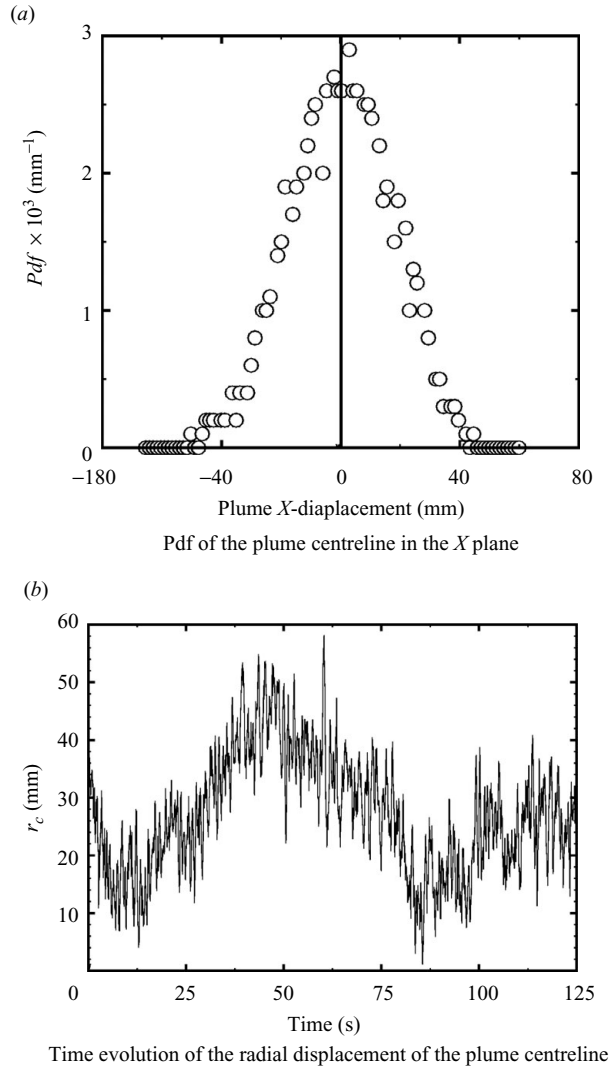 (a)
3
2
1
0
Pdf × 10³ (mm⁻¹)
−180 −40 0 40 80
Plume X-diaplacement (mm)
Pdf of the plume centreline in the X plane
(b)
60
50
40
30
20
10
r_c (mm)
0 25 50 75 100 125
Time (s)
Time evolution of the radial displacement of the plume centreline